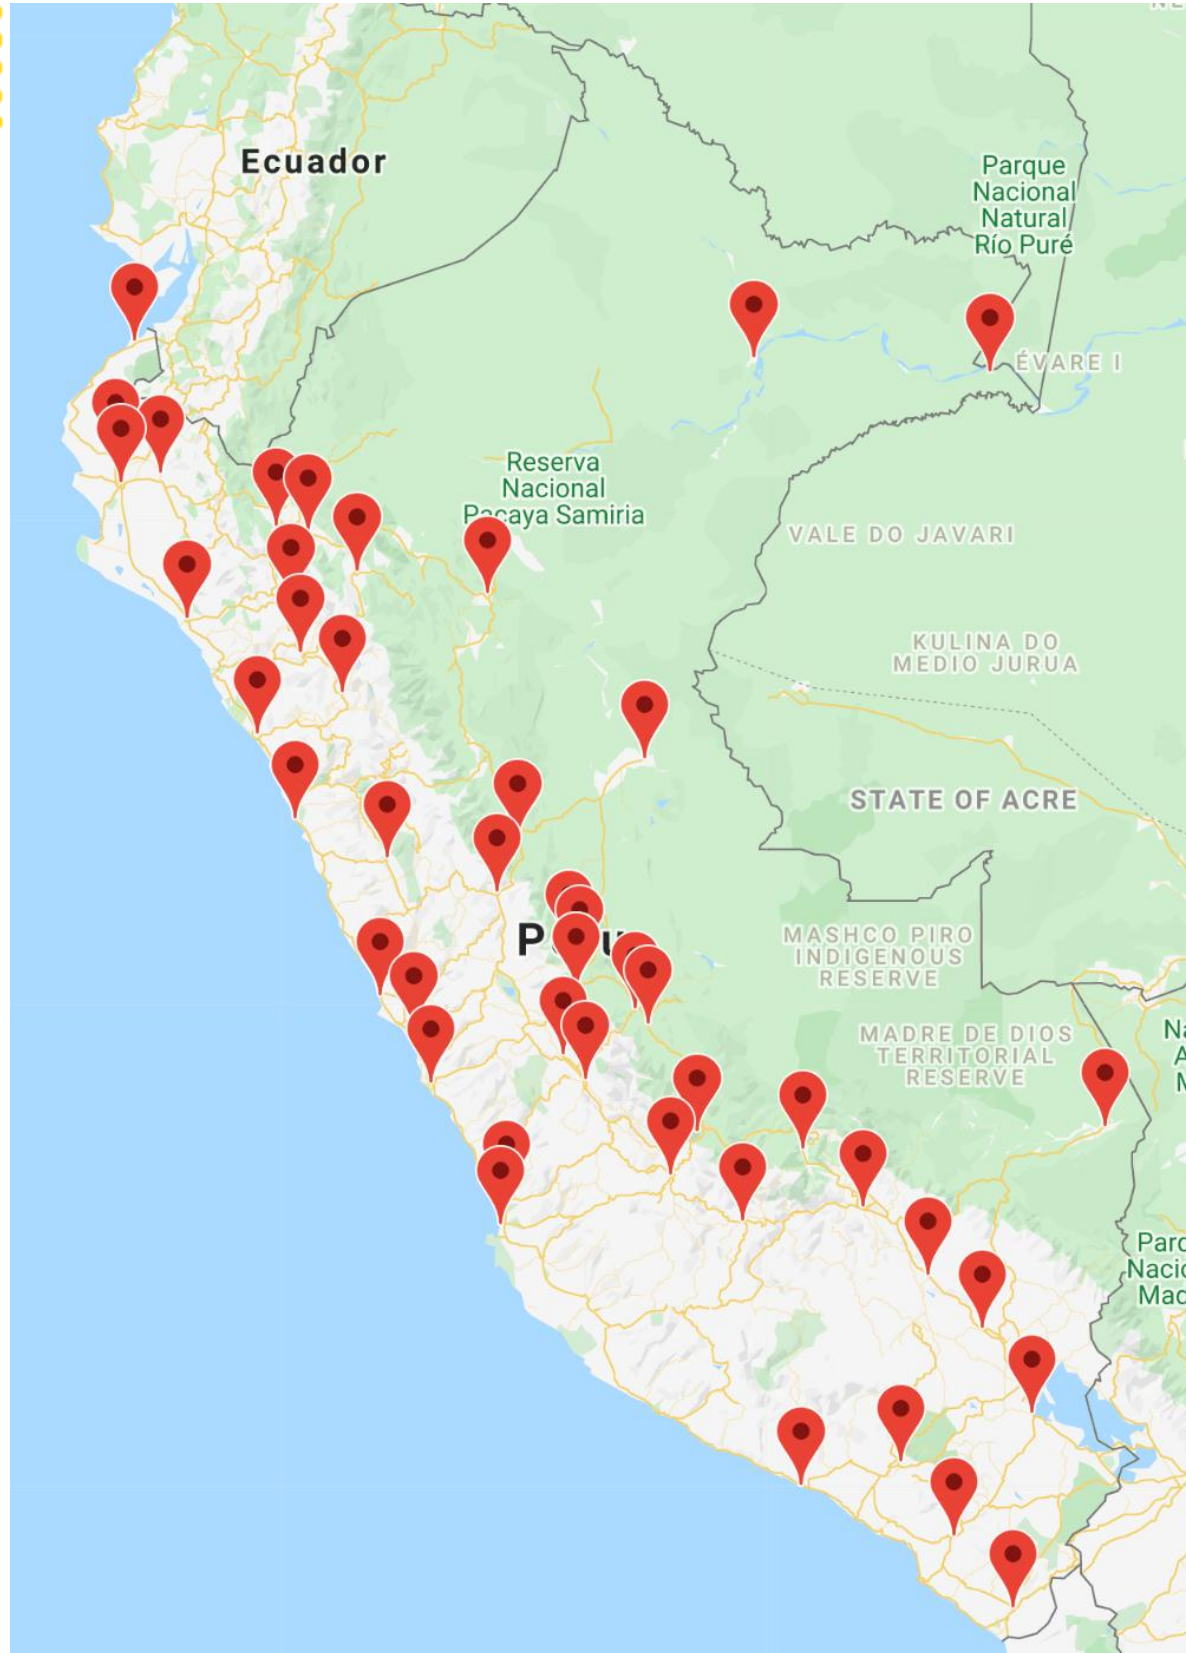 Ecuador
Parque
Nacional
Natural
Río Puré
ÉVARE I
Reserva
Nacional
Pacaya Samiria
VALE DO JAVARI
KULINA DO
MEDIO JURUA
STATE OF ACRE
MASHCO PIRO
INDIGENOUS
RESERVE
MADRE DE DIOS
TERRITORIAL
RESERVE